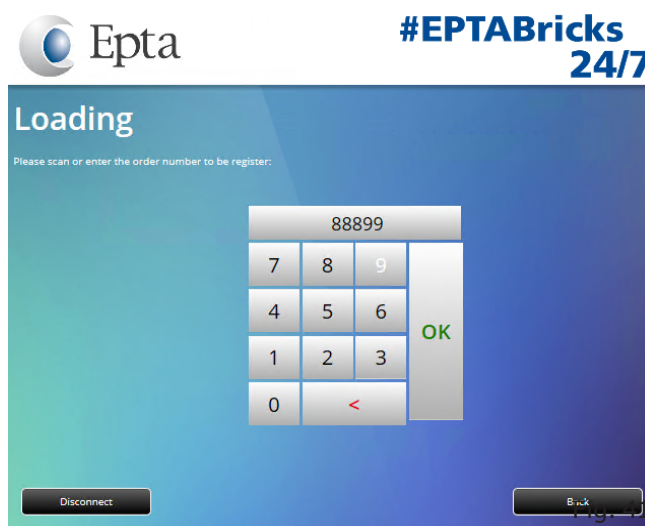 Epta
#EPTABricks
24/7
Loading
Please scan or enter the order number to be register:
88899
7 8 9
4 5 6
OK
1 2 3
0 <
Disconnect
Back